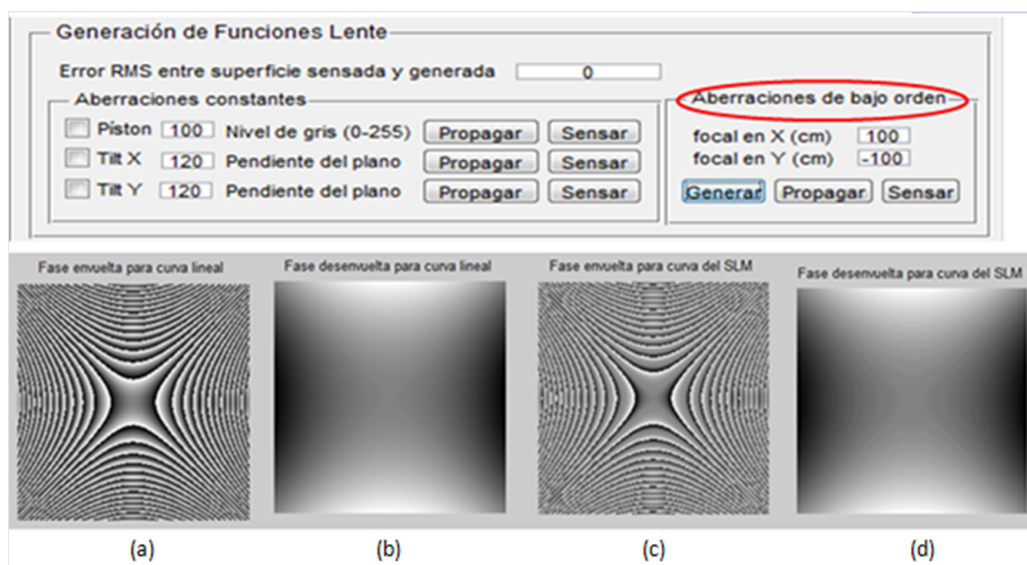 Generación de Funciones Lente
Error RMS entre superficie sensada y generada 0
Aberraciones constantes
Píston 100 Nivel de gris (0-255) Propagar Sensar
Tilt X 120 Pendiente del plano Propagar Sensar
Tilt Y 120 Pendiente del plano Propagar Sensar
Aberraciones de bajo orden
focal en X (cm) 100
focal en Y (cm) -100
Generar Propagar Sensar
Fase envuelta para curva lineal
Fase desenvuelta para curva lineal
Fase envuelta para curva del SLM
Fase desenvuelta para curva del SLM
(a) (b) (c) (d)